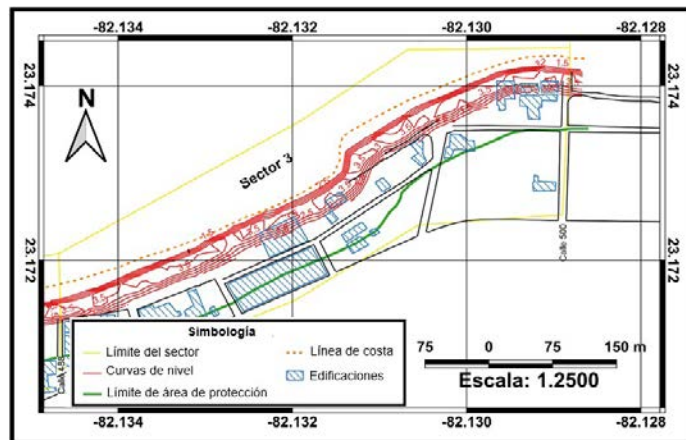 -82.134 -82.132 -82.130 -82.128
23.174
23.174
N
Sector 3
23.172
23.172
Calle 500
Simbología
Límite del sector
Línea de costa
Curvas de nivel
Edificaciones
Límite de área de protección
75 0 75 150 m
Escala: 1.2500
-82.134 -82.132 -82.130 -82.128